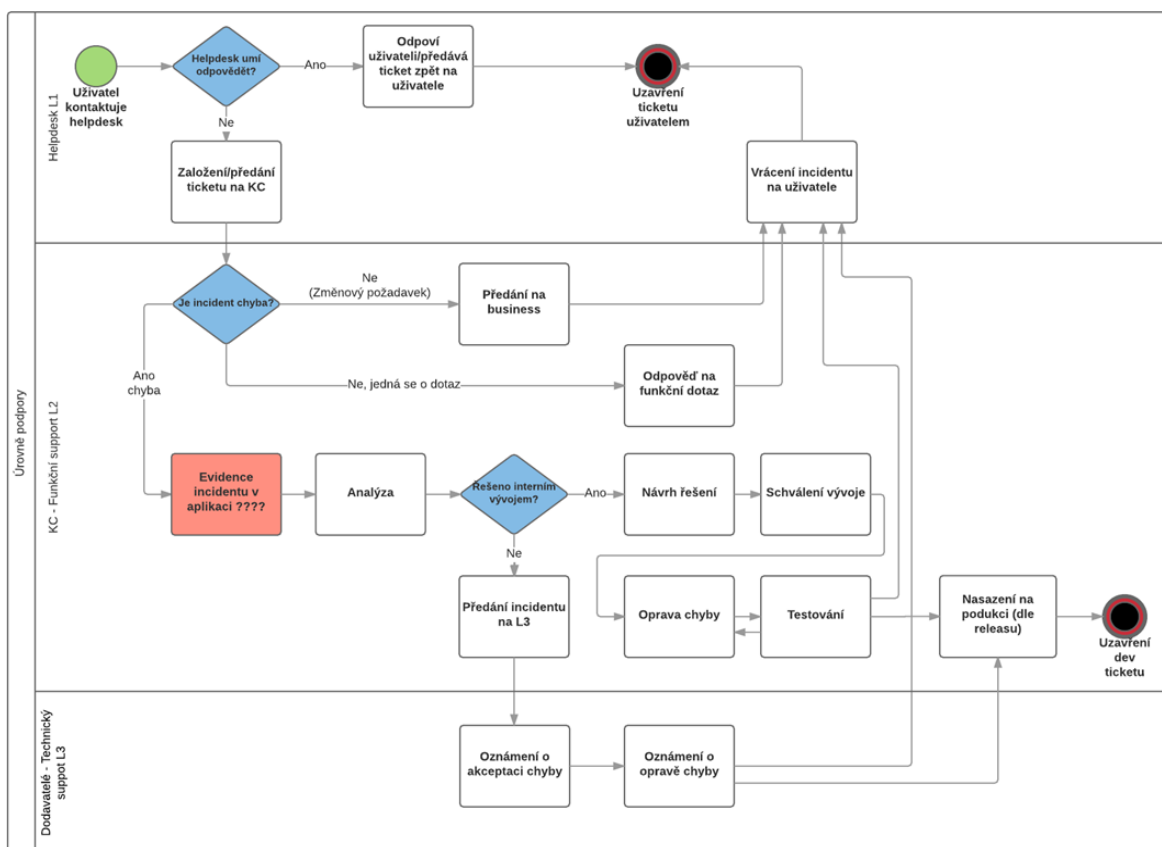 Úrovně podpory
Helpdesk L1
Uživatel
kontaktuje
helpdesk
Helpdesk umí
odpovědět?
Ano
Odpoví
uživateli/předává
ticket zpět na
uživatele
Uzavření
ticketu
uživatelem
Ne
Založení/předání
ticketu na KC
Vrácení incidentu
na uživatele
KC - Funkční support L2
Je incident chyba?
Ne
(Změnový požadavek)
Předání na
business
Ne, jedná se o dotaz
Odpověď na
funkční dotaz
Ano
chyba
Evidence
incidentu v
aplikaci ????
Analýza
Řešeno interním
vývojem?
Ano
Návrh řešení
Schválení vývoje
Ne
Předání incidentu
na L3
Oprava chyby
Testování
Nasazení na
podukci (dle
releasu)
Uzavření
dev
ticketu
Dodavatelé - Technický
suppot L3
Oznámení o
akceptaci chyby
Oznámení o
opravě chyby